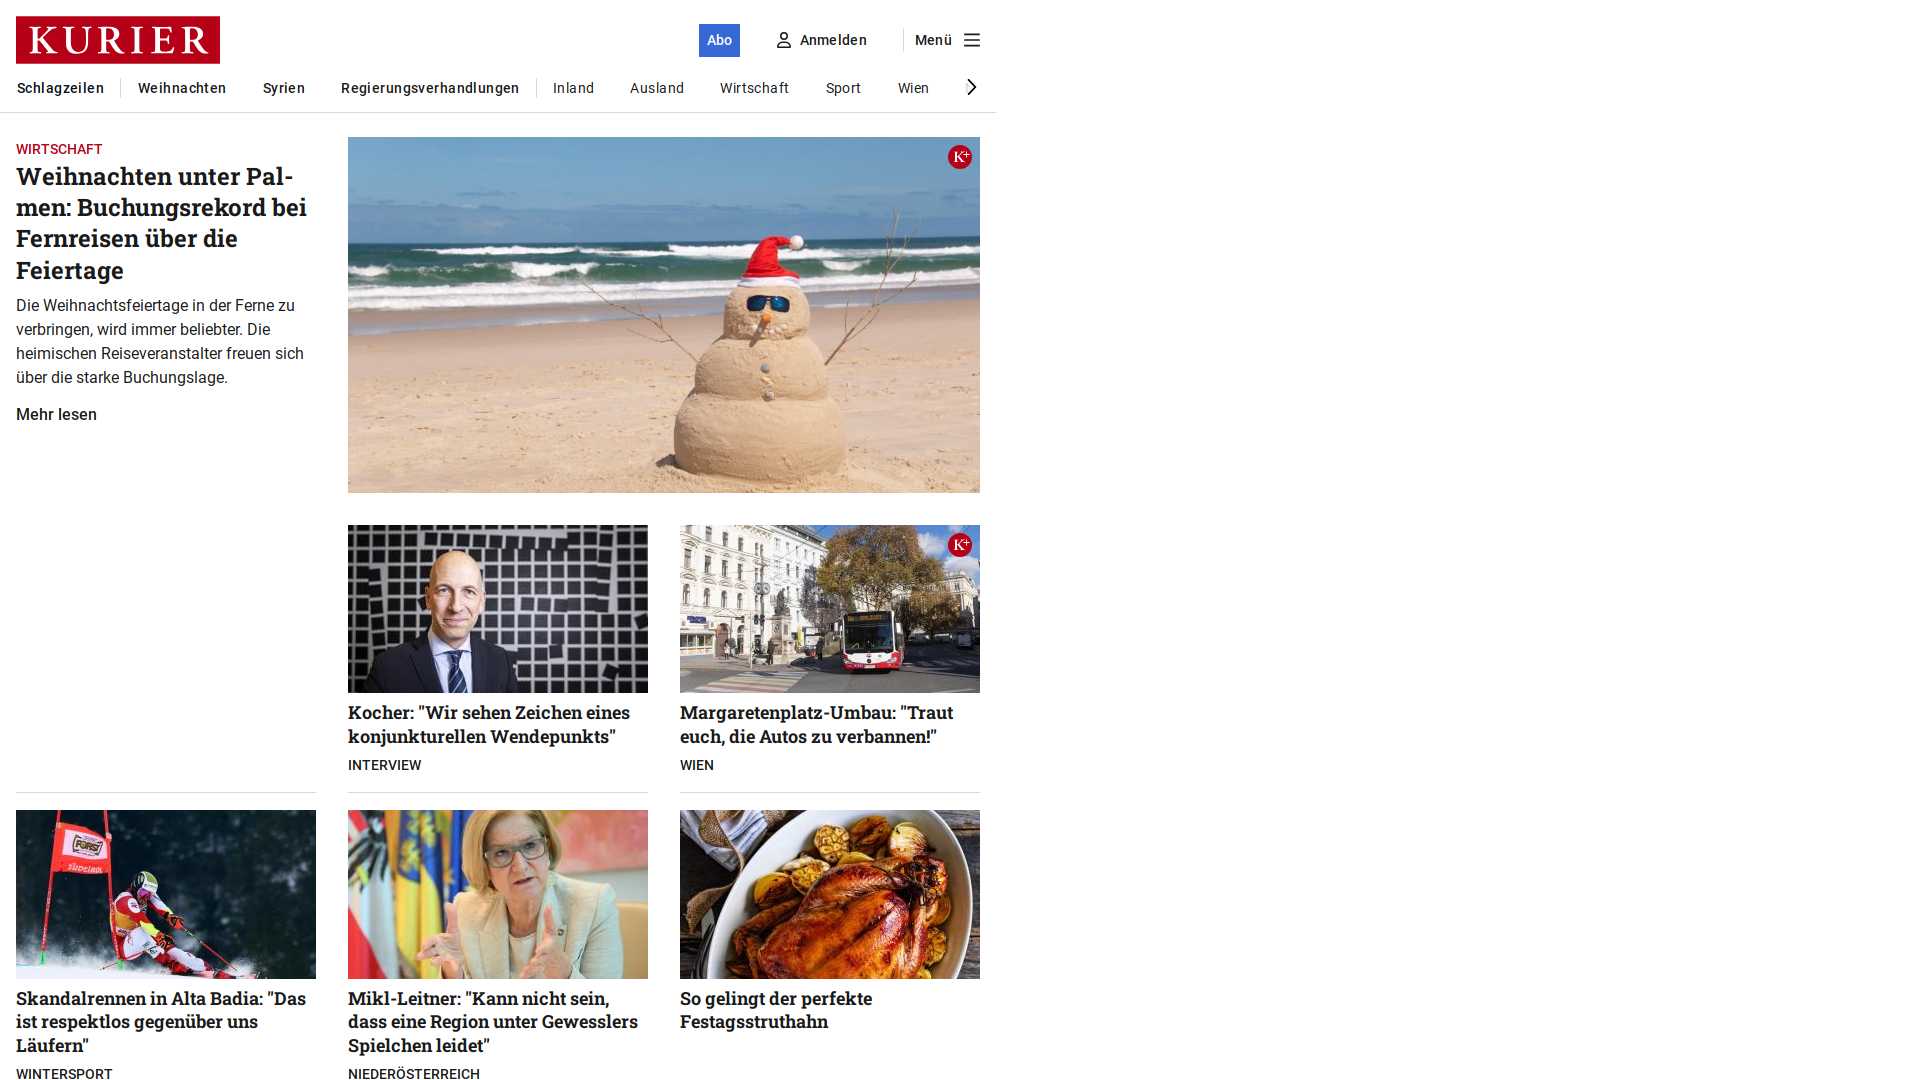 KURIER
Abo
Anmelden
Menü
Schlagzeilen
Weihnachten
Syrien
Regierungsverhandlungen
Inland
Ausland
Wirtschaft
Sport
Wien
WIRTSCHAFT
Weihnachten unter Pal-
men: Buchungsrekord bei
Fernreisen über die
Feiertage
Die Weihnachtsfeiertage in der Ferne zu
verbringen, wird immer beliebter. Die
heimischen Reiseveranstalter freuen sich
über die starke Buchungslage.
Mehr lesen
K+
K+
Kocher: "Wir sehen Zeichen eines
konjunkturellen Wendepunkts"
INTERVIEW
Margaretenplatz-Umbau: "Traut
euch, die Autos zu verbannen!"
WIEN
FORST
SÜDTIROL
Skandalrennen in Alta Badia: "Das
ist respektlos gegenüber uns
Läufern"
WINTERSPORT
Mikl-Leitner: "Kann nicht sein,
dass eine Region unter Gewesslers
Spielchen leidet"
NIEDERÖSTERREICH
So gelingt der perfekte
Festagsstruthahn